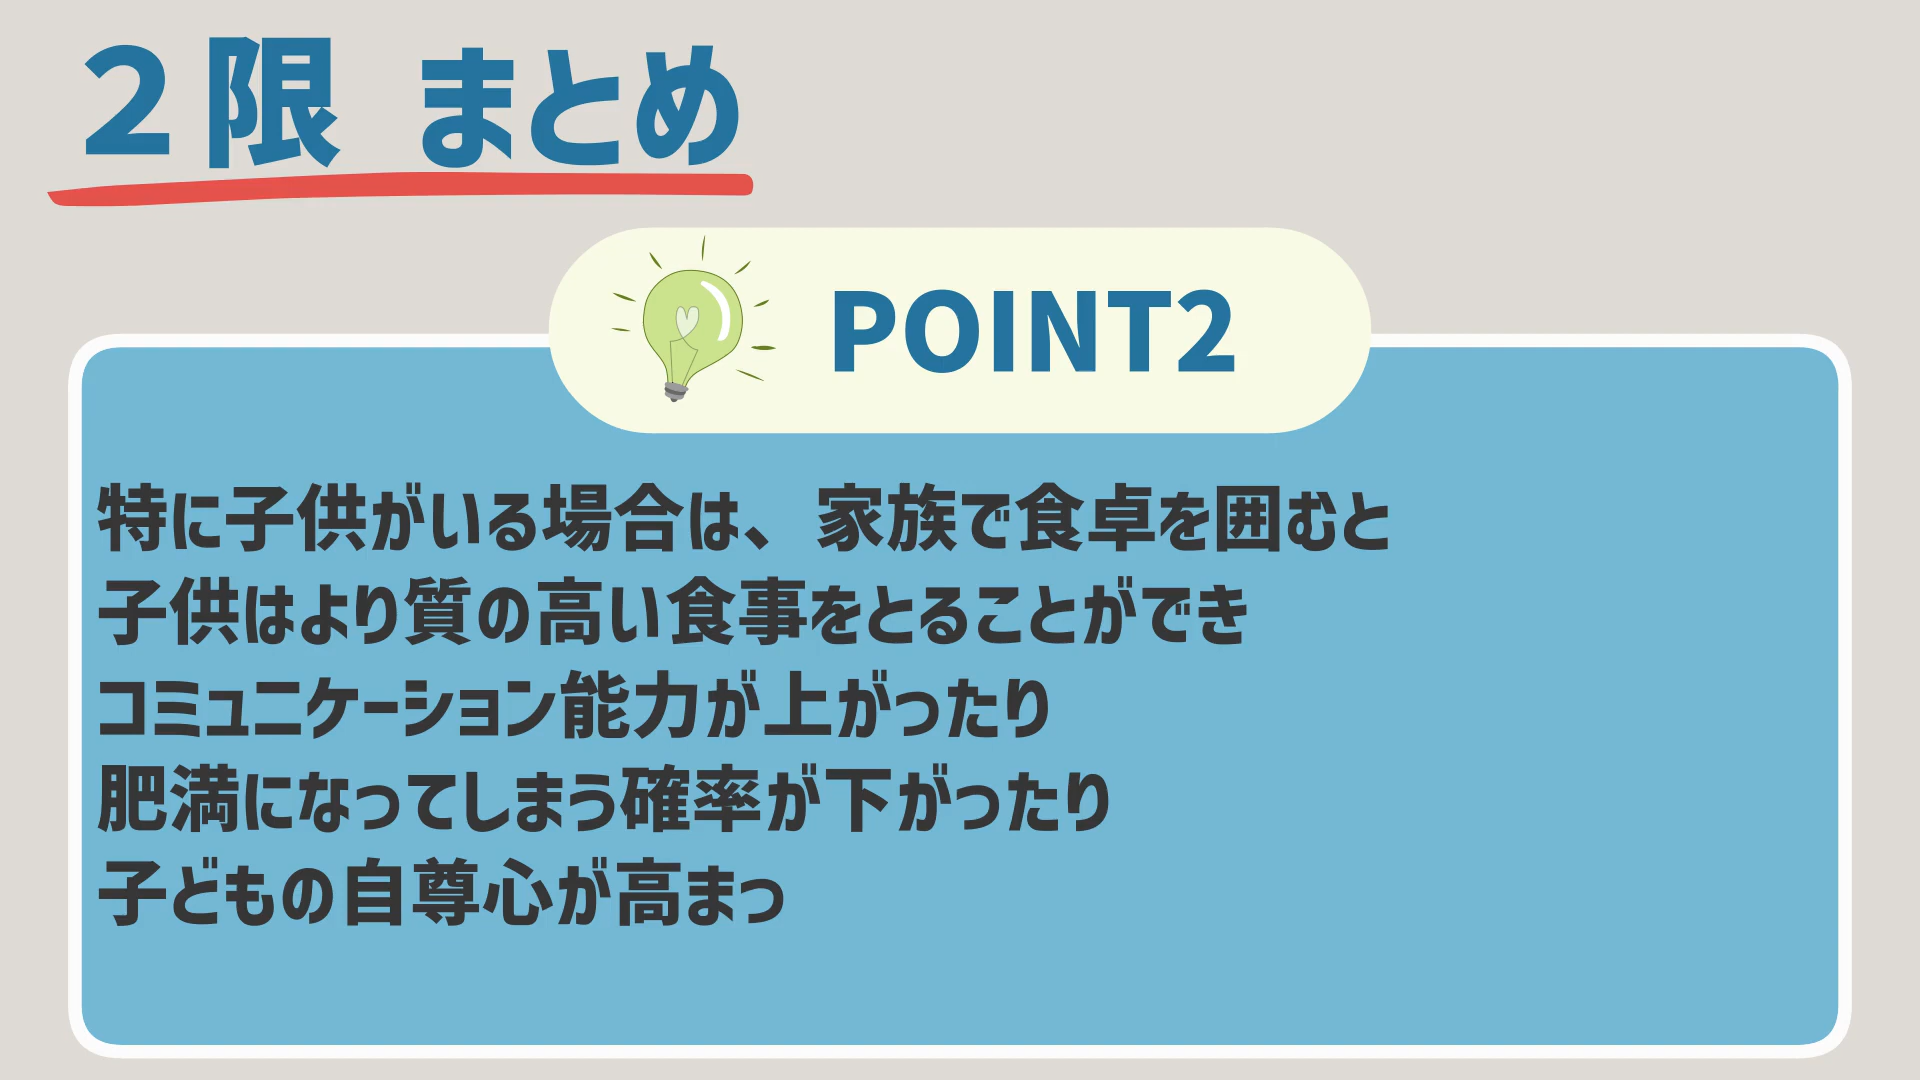 ２限 まとめ
POINT2
特に子供がいる場合は、家族で食卓を囲むと
子供はより質の高い食事をとることができ
コミュニケーション能力が上がったり
肥満になってしまう確率が下がったり
子どもの自尊心が高まっ